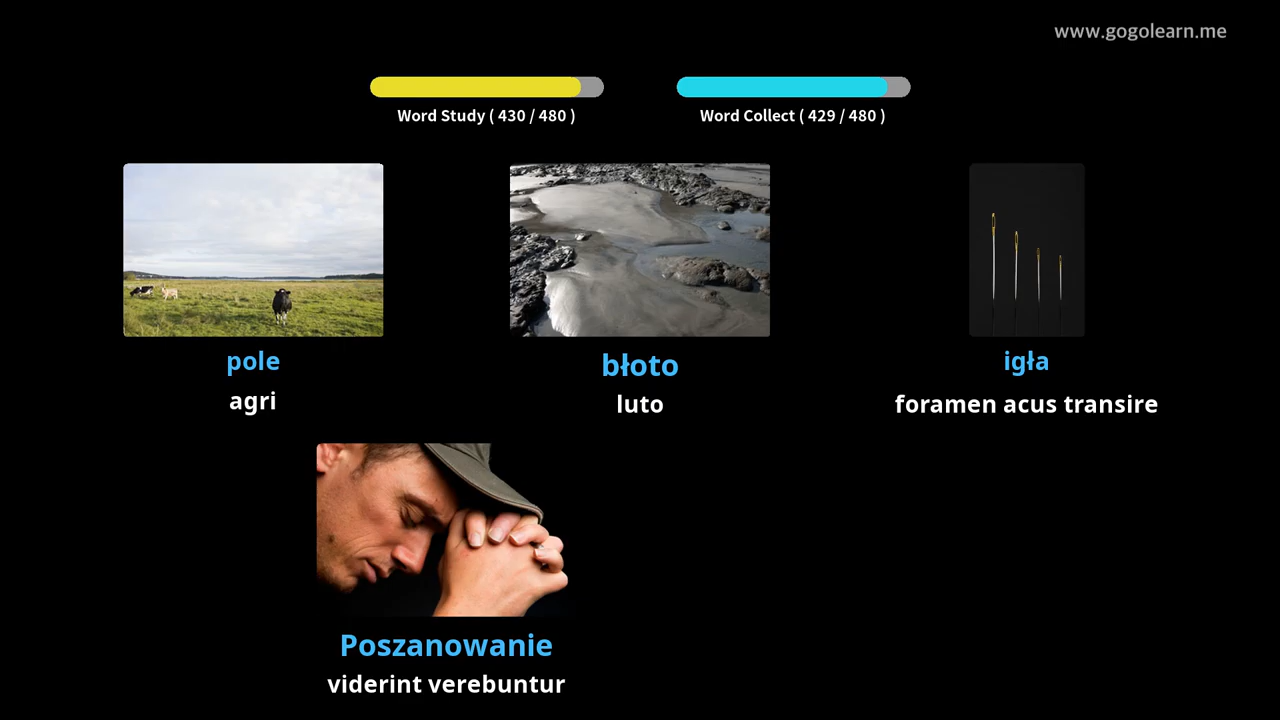 www.gogolearn.me
Word Study ( 430 / 480 )
Word Collect ( 429 / 480 )
pole
błoto
igła
agri
luto
foramen acus transire
Poszanowanie
viderint verebuntur